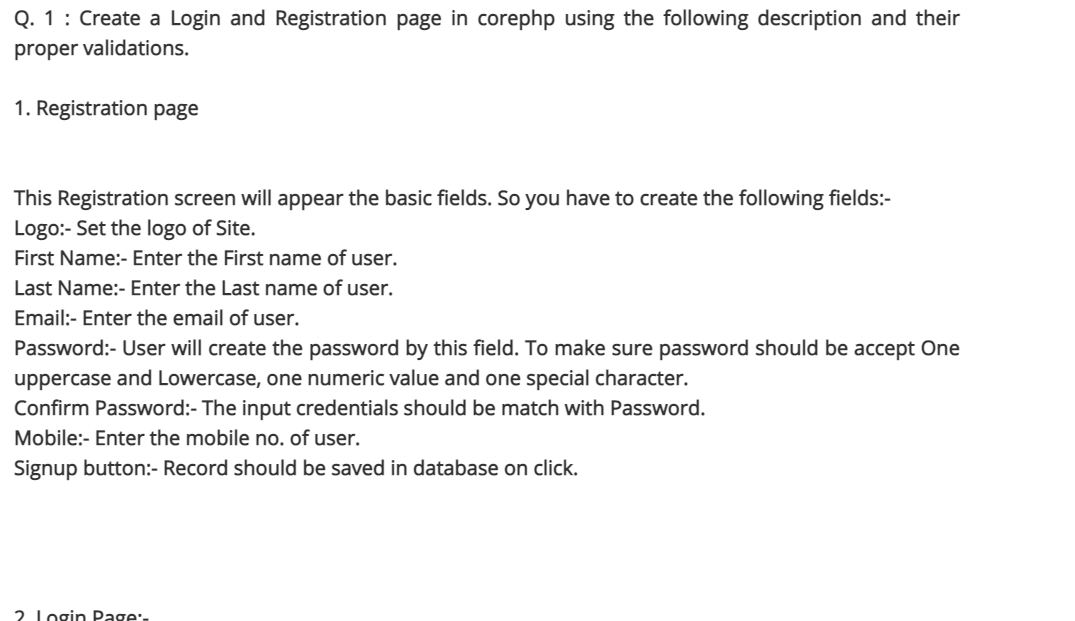 Q. 1 : Create a Login and Registration page in corephp using the following description and their
proper validations.
1. Registration page
This Registration screen will appear the basic fields. So you have to create the following fields:-
Logo:- Set the logo of Site.
First Name:- Enter the First name of user.
Last Name:- Enter the Last name of user.
Email:- Enter the email of user.
Password:- User will create the password by this field. To make sure password should be accept One
uppercase and Lowercase, one numeric value and one special character.
Confirm Password:- The input credentials should be match with Password.
Mobile:- Enter the mobile no. of user.
Signup button:- Record should be saved in database on click.
2. Login Page:-